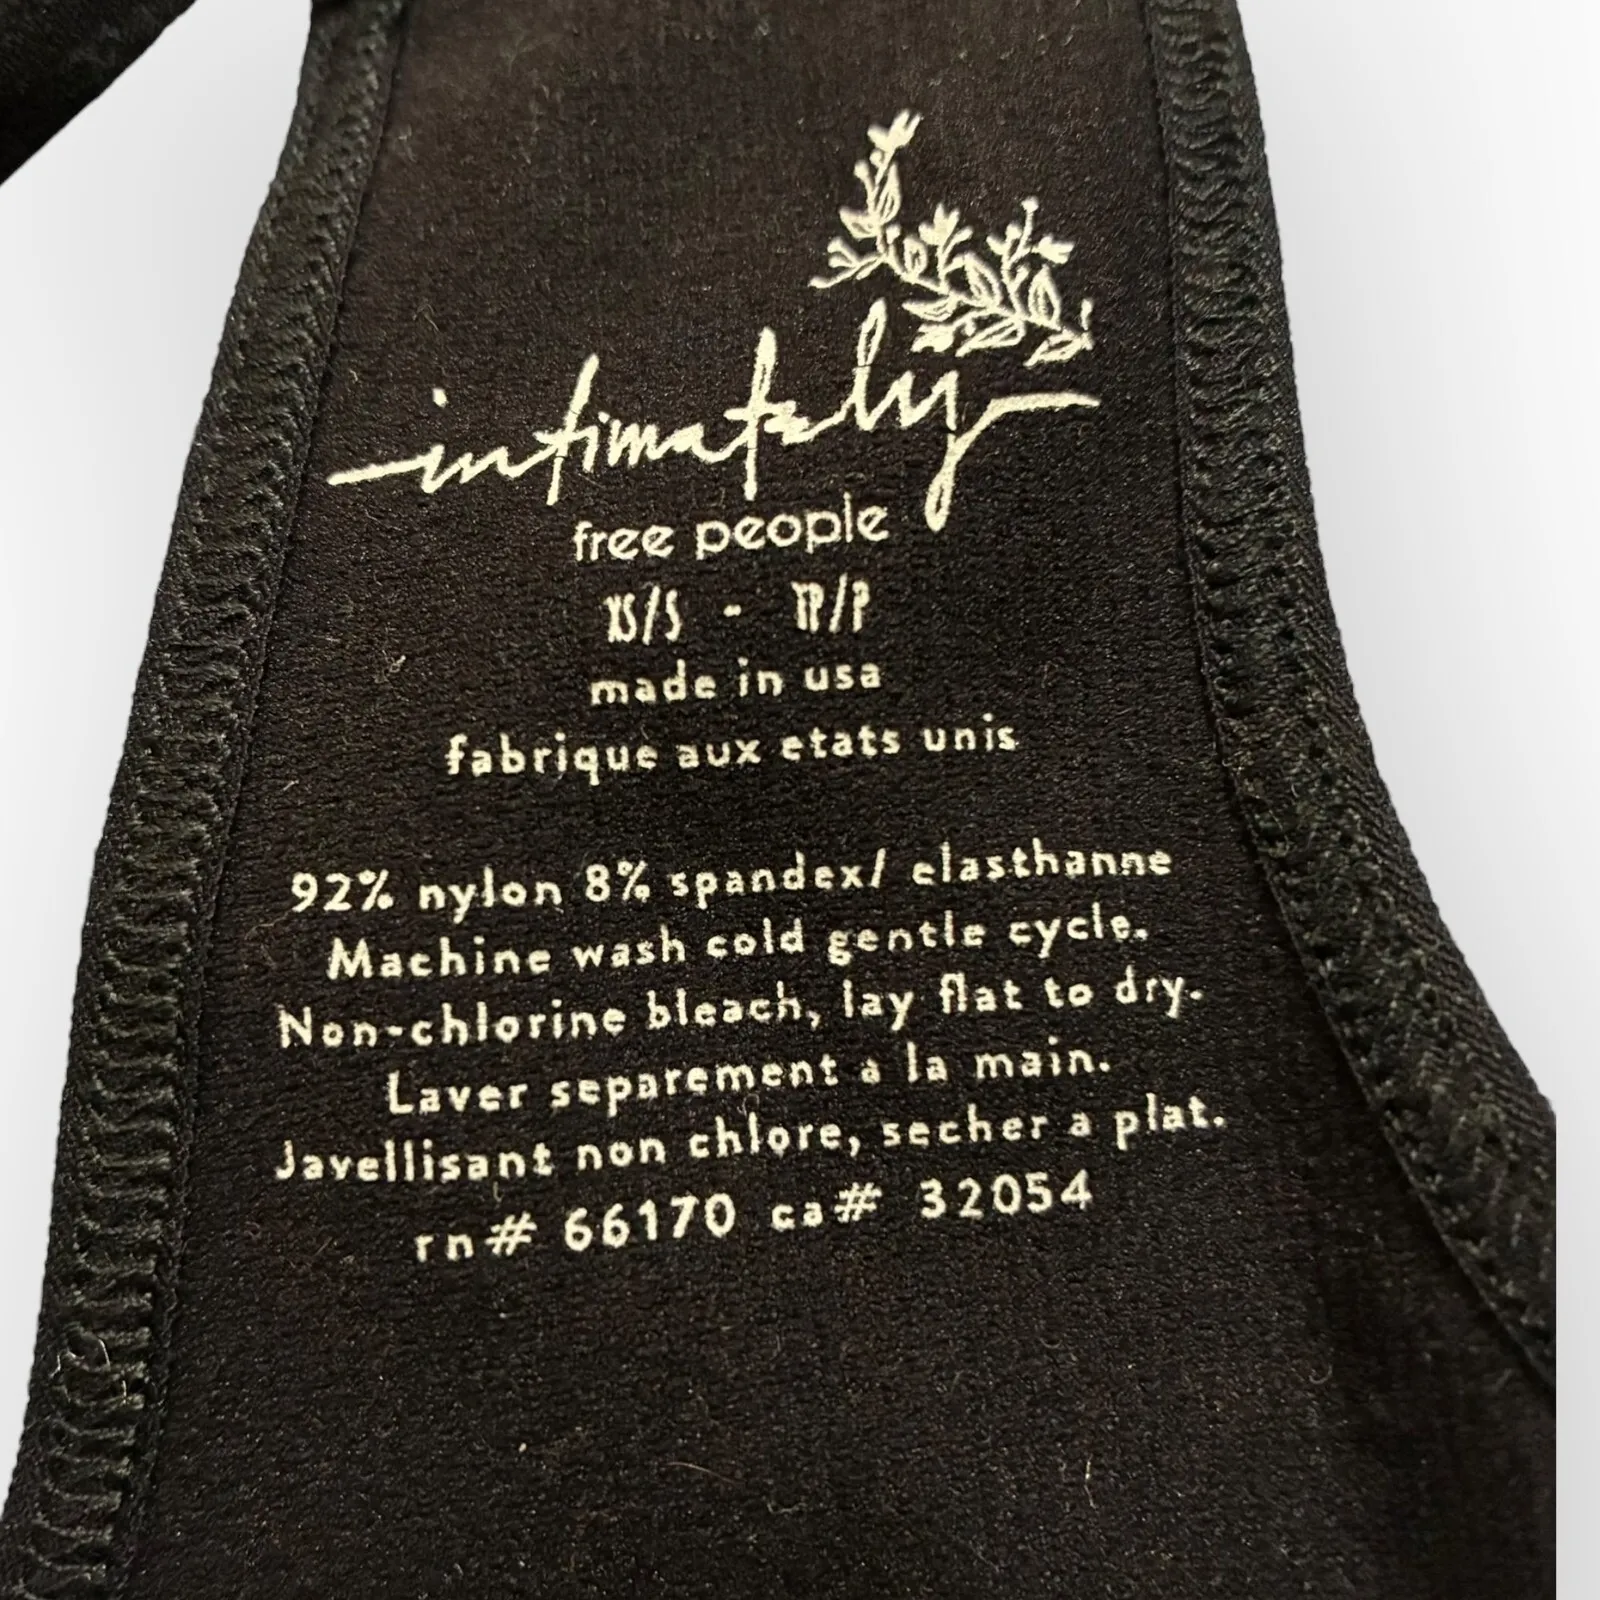 intimately
free people
XS/S - TP/P
made in usa
fabrique aux etats unis
92% nylon 8% spandex/ elasthanne
Machine wash cold gentle cycle.
Non-chlorine bleach, lay flat to dry.
Laver separement a la main.
Javellisant non chlore, secher a plat.
rn# 66170 ca# 32054